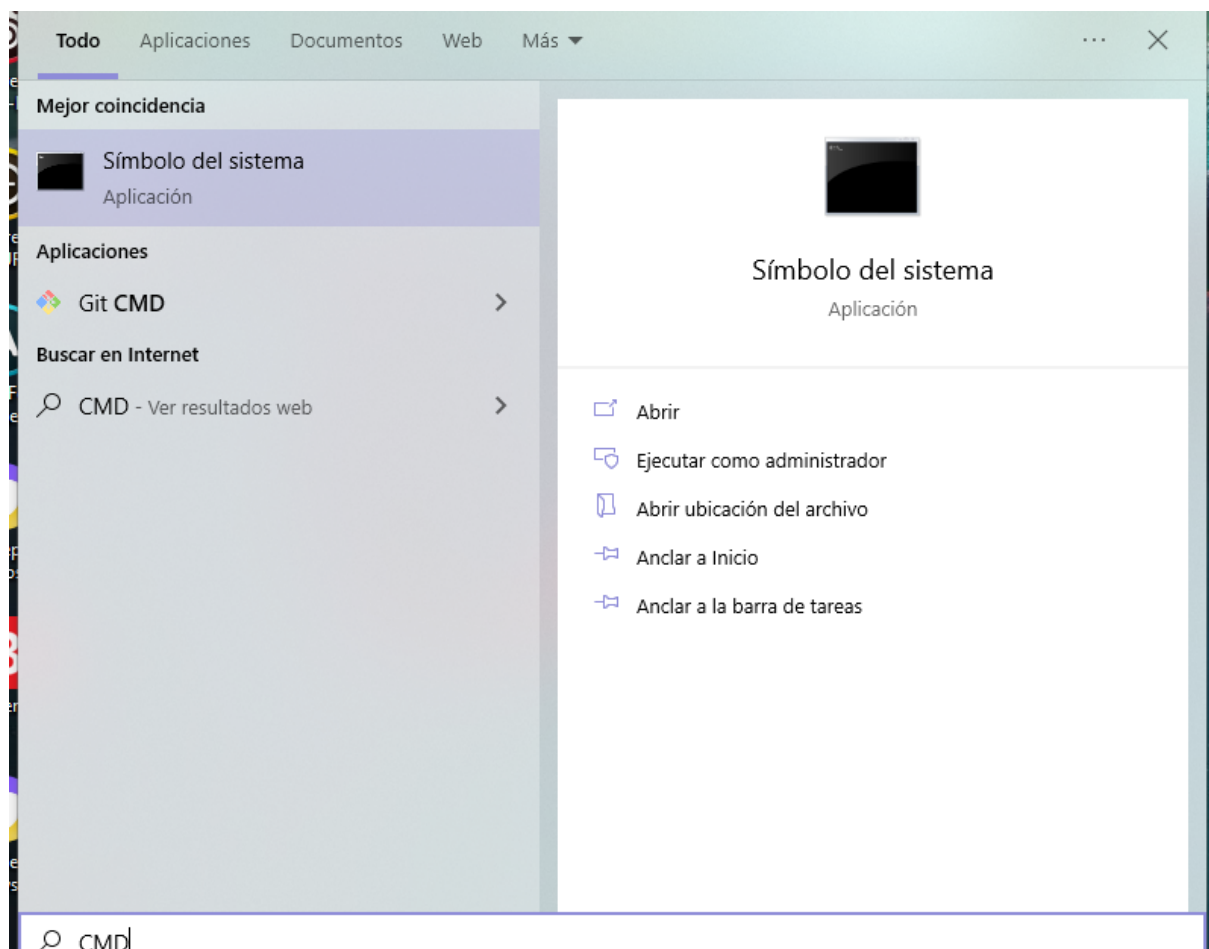 Todo Aplicaciones Documentos Web Más
Mejor coincidencia
Símbolo del sistema
Aplicación
Aplicaciones
Git CMD
Buscar en Internet
CMD - Ver resultados web
Símbolo del sistema
Aplicación
Abrir
Ejecutar como administrador
Abrir ubicación del archivo
Anclar a Inicio
Anclar a la barra de tareas
CMD